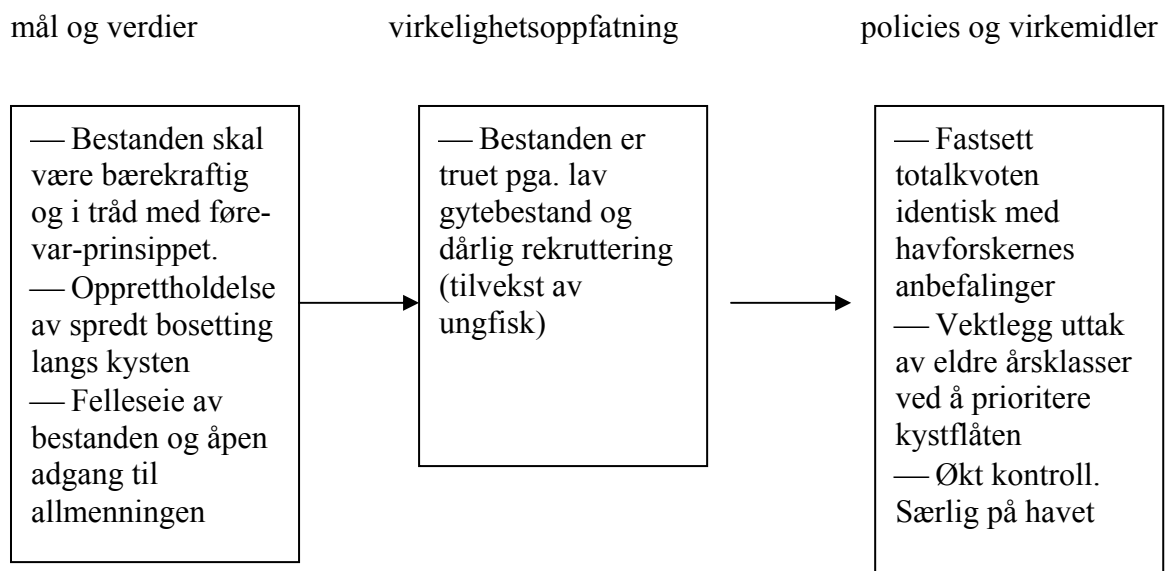 mål og verdier
virkelighetsoppfatning
policies og virkemidler
— Bestanden skal
være bærekraftig
og i tråd med føre-
var-prinsippet.
— Opprettholdelse
av spredt bosetting
langs kysten
— Felleseie av
bestanden og åpen
adgang til
allmenningen
— Bestanden er
truet pga. lav
gytebestand og
dårlig rekruttering
(tilvekst av
ungfisk)
— Fastsett
totalkvoten
identisk med
havforskernes
anbefalinger
— Vektlegg uttak
av eldre årsklasser
ved å prioritere
kystflåten
— Økt kontroll.
Særlig på havet